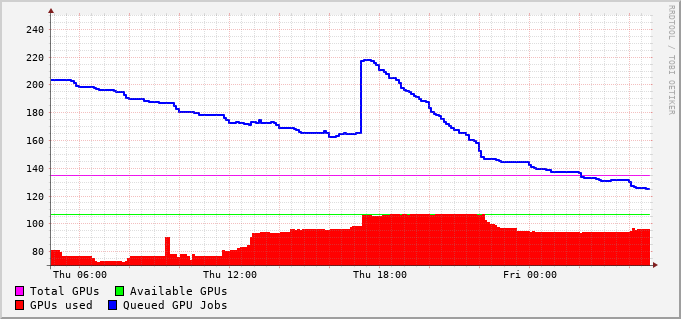 240
220
200
180
160
140
120
100
80
Thu 06:00 Thu 12:00 Thu 18:00 Fri 00:00
Total GPUs Available GPUs
GPUs used Queued GPU Jobs
RRDTOOL / TOBI OETIKER